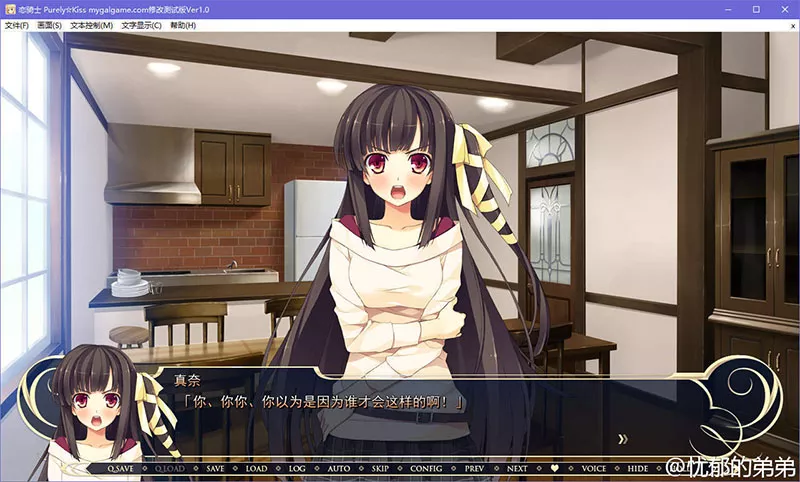 恋骑士 Purely☆Kiss mygalgame.com修改测试版Ver1.0
文件(F) 画面(S) 文本控制(M) 文字显示(C) 帮助(H)
真奈
「你、你你、你以为是因为谁才会这样的啊！」
Q.SAVE Q.LOAD SAVE LOAD LOG AUTO SKIP CONFIG PREV NEXT VOICE HIDE
@忧郁的弟弟